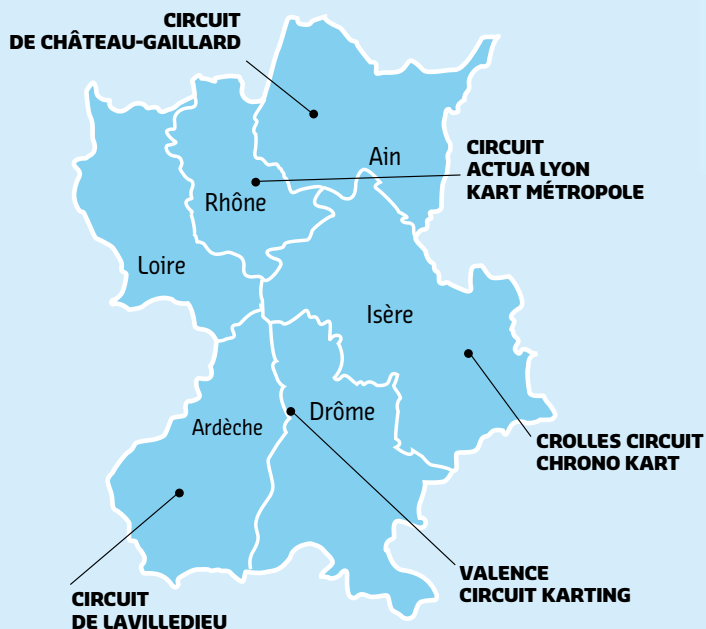 CIRCUIT
DE CHÂTEAU-GAILLARD
Ain
CIRCUIT
ACTUA LYON
KART MÉTROPOLE
Rhône
Loire
Isère
Ardèche
Drôme
CROLLES CIRCUIT
CHRONO KART
VALENCE
CIRCUIT KARTING
CIRCUIT
DE LAVILLEDIEU